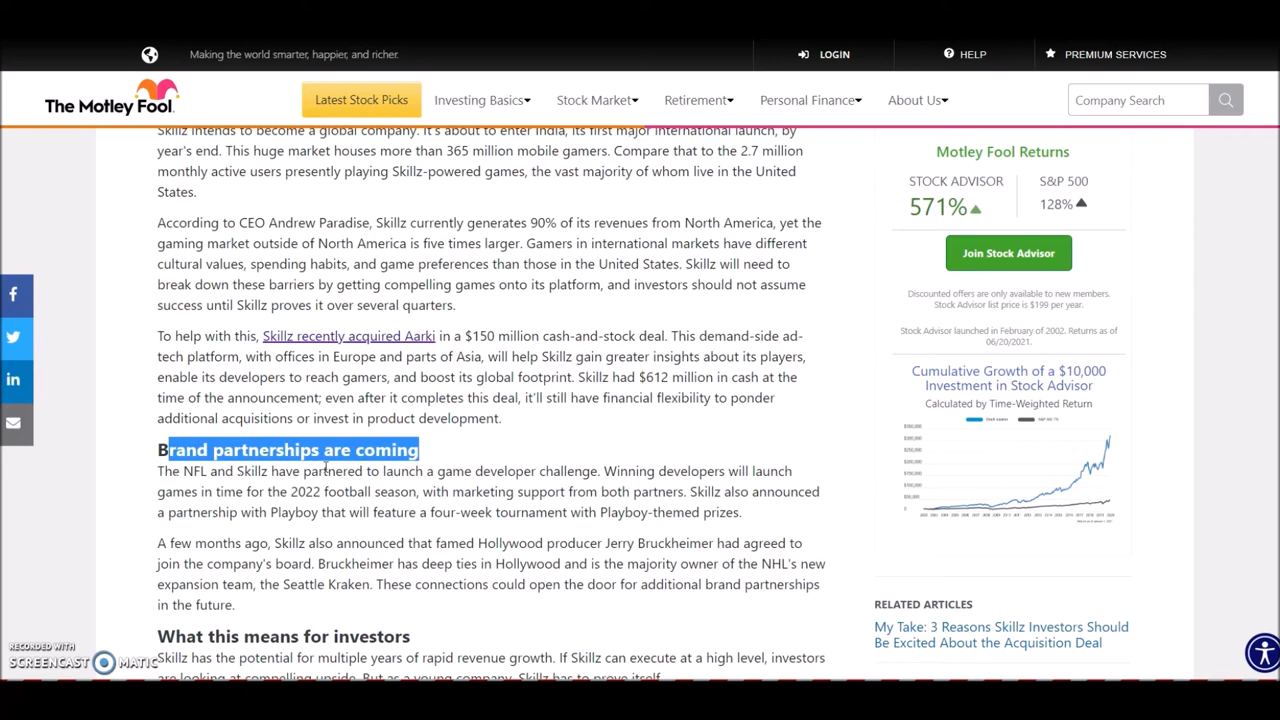 Making the world smarter, happier, and richer.
LOGIN
HELP
PREMIUM SERVICES
The Motley Fool.
Latest Stock Picks
Investing Basics
Stock Market
Retirement
Personal Finance
About Us
Company Search
Skillz intends to become a global company. It's about to enter India, its first major international launch, by
year's end. This huge market houses more than 365 million mobile gamers. Compare that to the 2.7 million
monthly active users presently playing Skillz-powered games, the vast majority of whom live in the United
States.
According to CEO Andrew Paradise, Skillz currently generates 90% of its revenues from North America, yet the
gaming market outside of North America is five times larger. Gamers in international markets have different
cultural values, spending habits, and game preferences than those in the United States. Skillz will need to
break down these barriers by getting compelling games onto its platform, and investors should not assume
success until Skillz proves it over several quarters.
To help with this, Skillz recently acquired Aarki in a $150 million cash-and-stock deal. This demand-side ad-
tech platform, with offices in Europe and parts of Asia, will help Skillz gain greater insights about its players,
enable its developers to reach gamers, and boost its global footprint. Skillz had $612 million in cash at the
time of the announcement; even after it completes this deal, it'll still have financial flexibility to ponder
additional acquisitions or invest in product development.
Brand partnerships are coming
The NFL and Skillz have partnered to launch a game developer challenge. Winning developers will launch
games in time for the 2022 football season, with marketing support from both partners. Skillz also announced
a partnership with Playboy that will feature a four-week tournament with Playboy-themed prizes.
A few months ago, Skillz also announced that famed Hollywood producer Jerry Bruckheimer had agreed to
join the company's board. Bruckheimer has deep ties in Hollywood and is the majority owner of the NHL's new
expansion team, the Seattle Kraken. These connections could open the door for additional brand partnerships
in the future.
What this means for investors
Skillz has the potential for multiple years of rapid revenue growth. If Skillz can execute at a high level, investors
are looking at compelling upside. But as a young company, Skillz has to prove itself.
Motley Fool Returns
STOCK ADVISOR
S&P 500
571%
128%
Join Stock Advisor
Discounted offers are only available to new members.
Stock Advisor list price is $199 per year.
Stock Advisor launched in February of 2002. Returns as of
06/20/2021.
Cumulative Growth of a $10,000
Investment in Stock Advisor
Calculated by Time-Weighted Return
RELATED ARTICLES
My Take: 3 Reasons Skillz Investors Should
Be Excited About the Acquisition Deal
RECORDED WITH
SCREENCAST MATIC